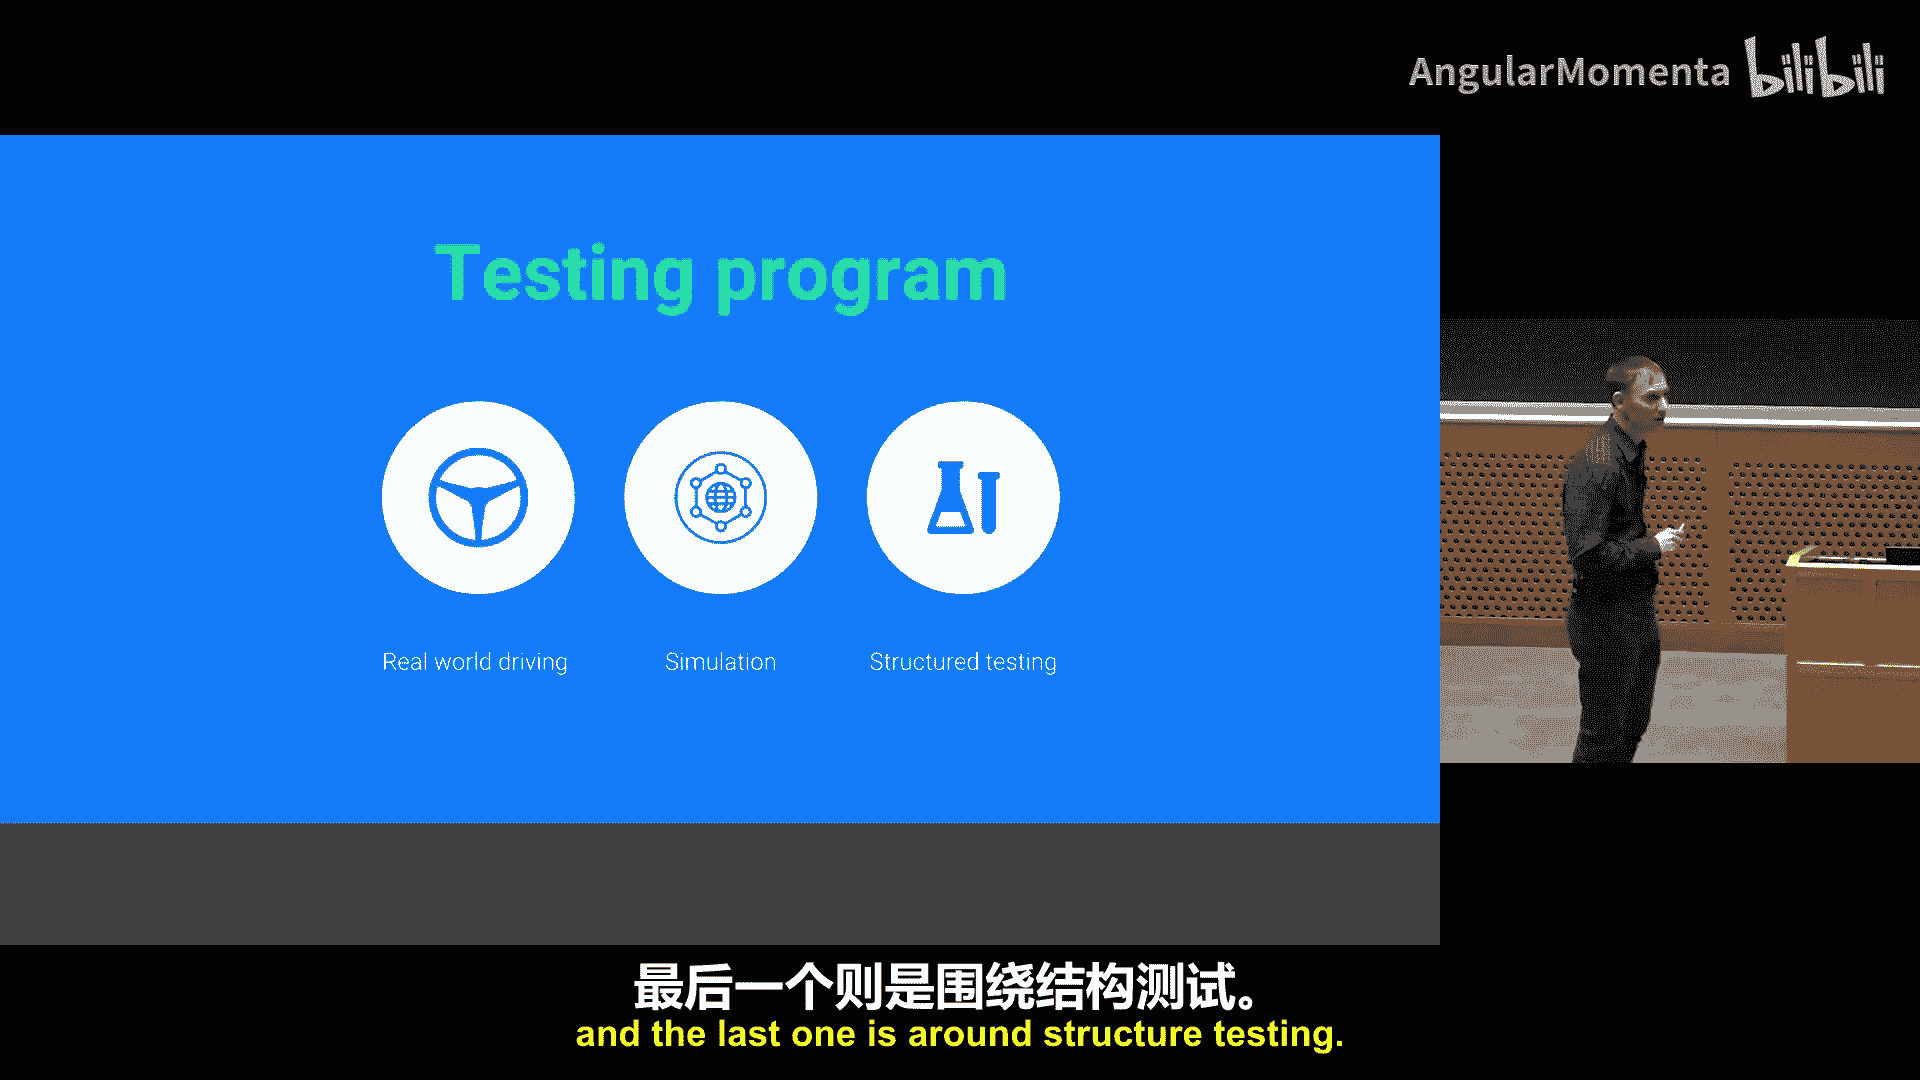 AngularMomenta bilibili
Testing program
Real world driving
Simulation
Structured testing
最后一个则是围绕结构测试。
and the last one is around structure testing.